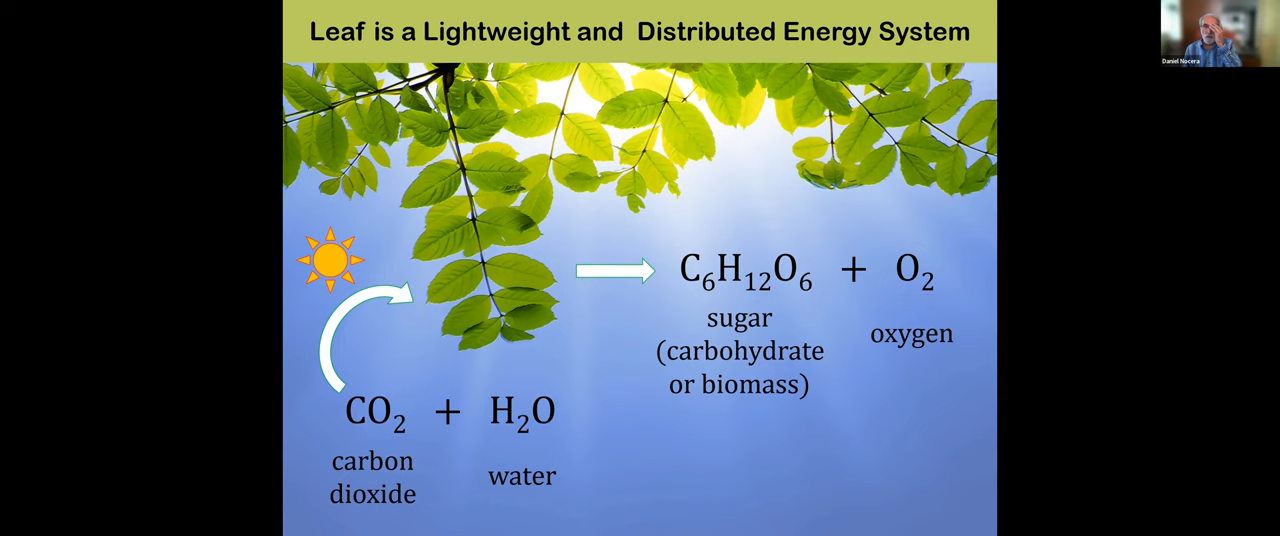 Leaf is a Lightweight and Distributed Energy System
Daniel Nocera
C₆H₁₂O₆ + O₂
sugar
(carbohydrate
or biomass)
oxygen
CO₂ + H₂O
carbon
dioxide
water